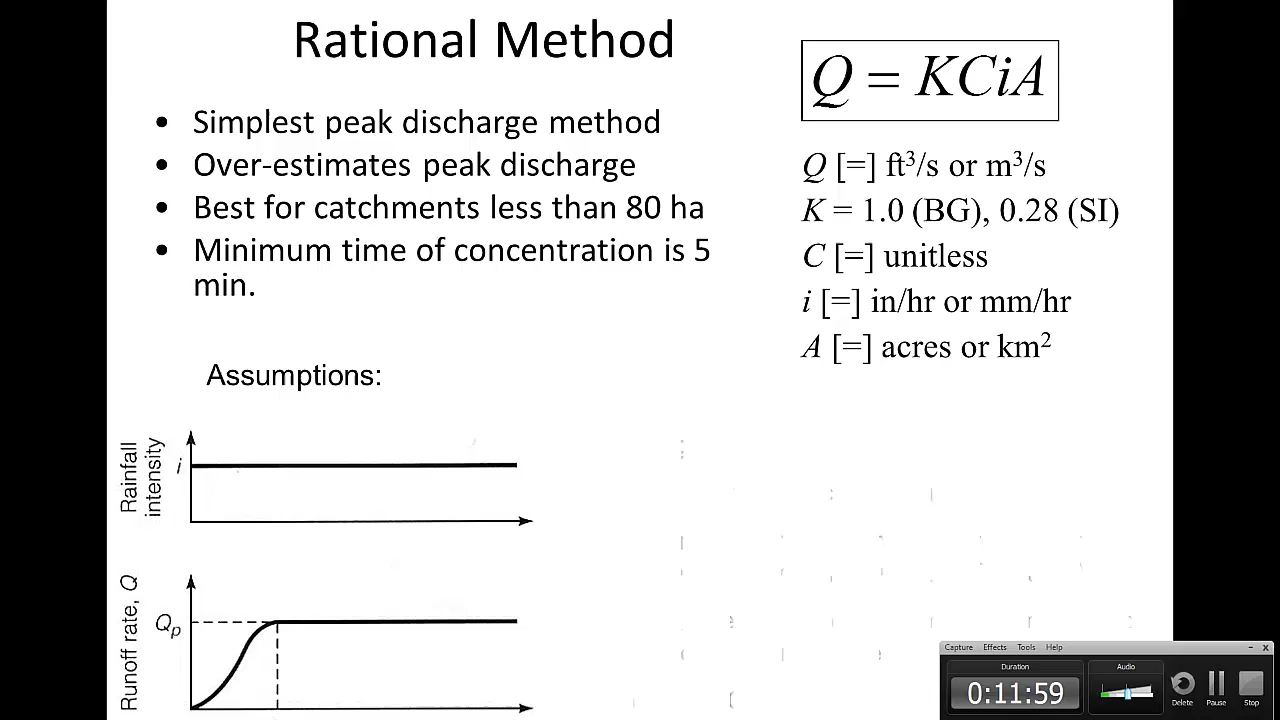 Rational Method
Q = KCiA
• Simplest peak discharge method
• Over-estimates peak discharge
• Best for catchments less than 80 ha
• Minimum time of concentration is 5
min.
Q [=] ft³/s or m³/s
K = 1.0 (BG), 0.28 (SI)
C [=] unitless
i [=] in/hr or mm/hr
A [=] acres or km²
Assumptions:
Rainfall
intensity
i
Runoff rate, Q
Qₚ
Capture Effects Tools Help
Duration
0:11:59
Audio
Delete
Pause
Stop